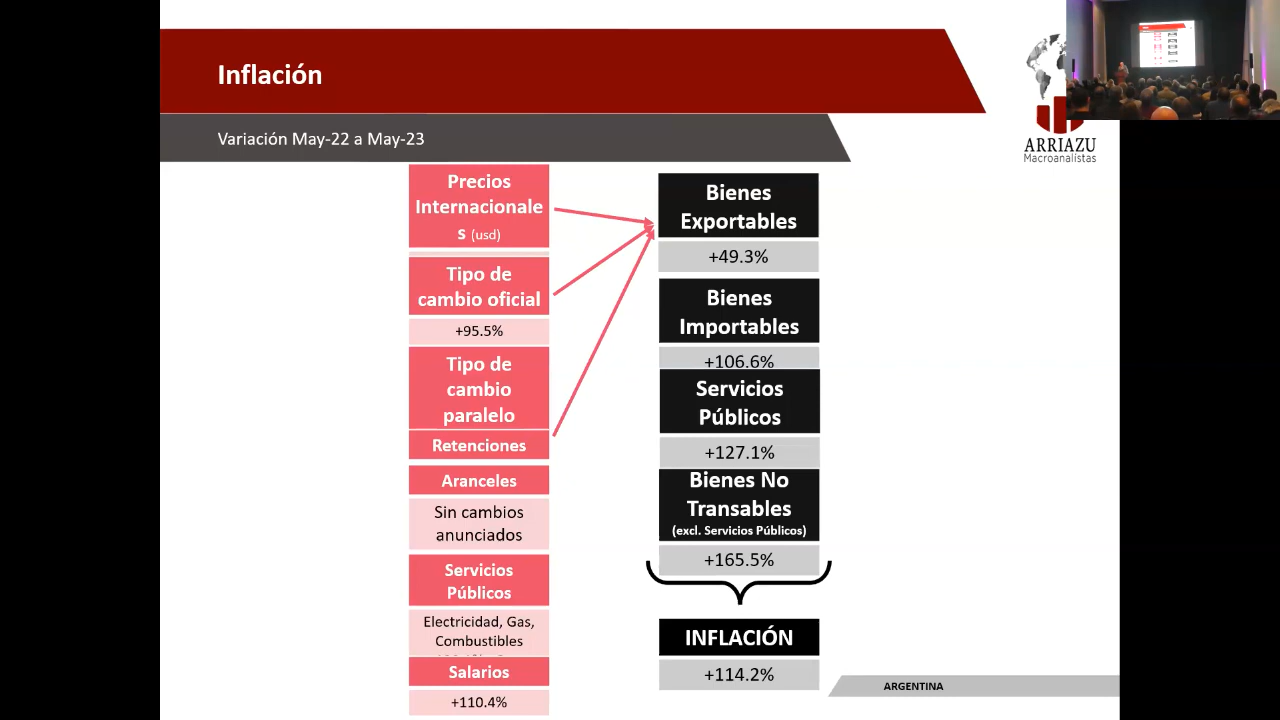 Inflación
Variación May-22 a May-23
ARRIAZU
Macroanalistas
Precios
Internacionale
s (usd)
Tipo de
cambio oficial
+95.5%
Tipo de
cambio
paralelo
Retenciones
Aranceles
Sin cambios
anunciados
Servicios
Públicos
Electricidad, Gas,
Combustibles
Salarios
+110.4%
Bienes
Exportables
+49.3%
Bienes
Importables
+106.6%
Servicios
Públicos
+127.1%
Bienes No
Transables
(excl. Servicios Públicos)
+165.5%
INFLACIÓN
+114.2%
ARGENTINA